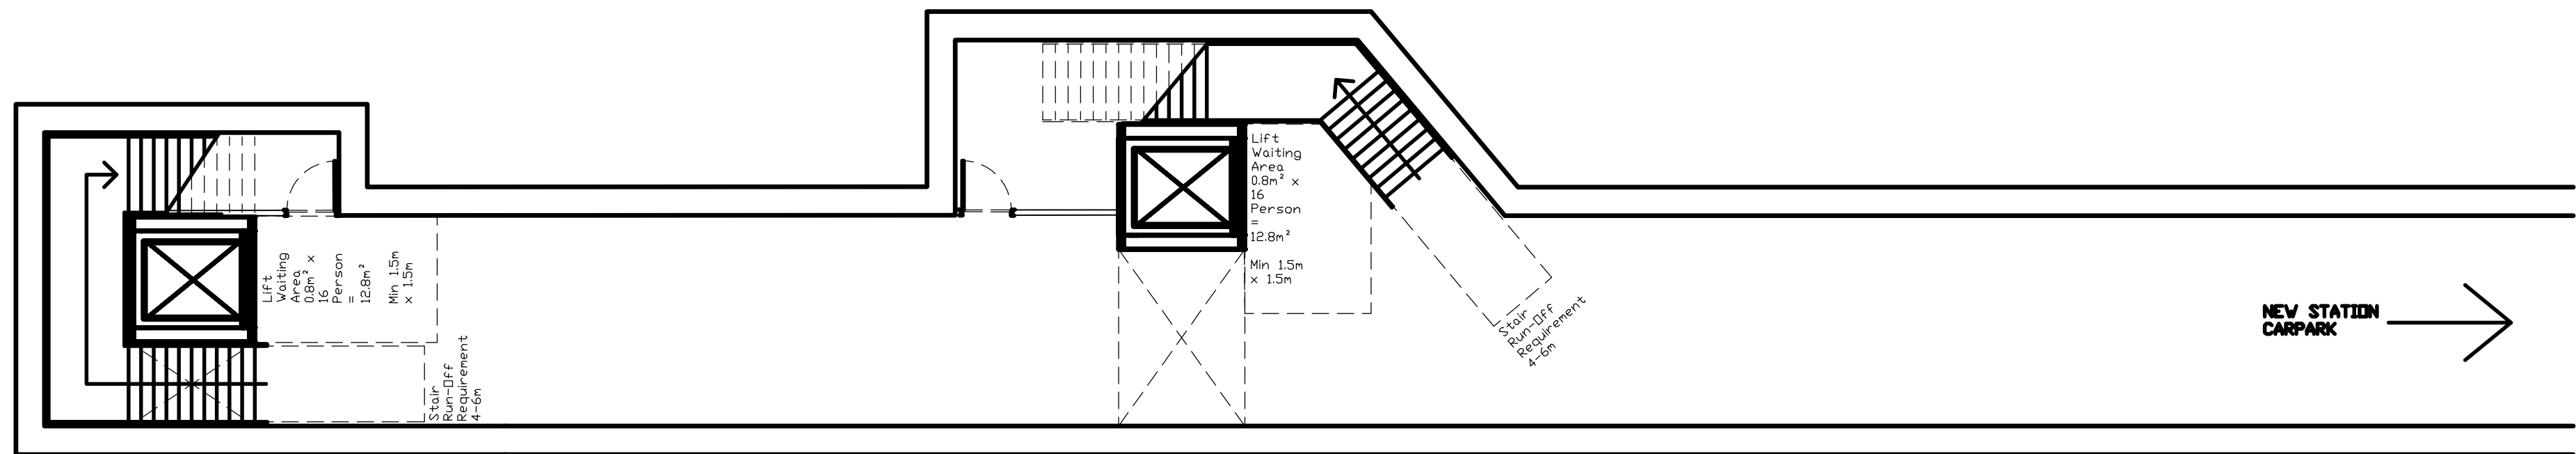 Lift
Waiting
Area
0.8m² x
16
Person
=
12.8m²
Min 1.5m
x 1.5m
Stair
Run-Off
Requirement
4-6m
Lift
Waiting
Area
0.8m² x
16
Person
=
12.8m²
Min 1.5m
x 1.5m
Stair
Run-Off
Requirement
4-6m
NEW STATION
CARPARK